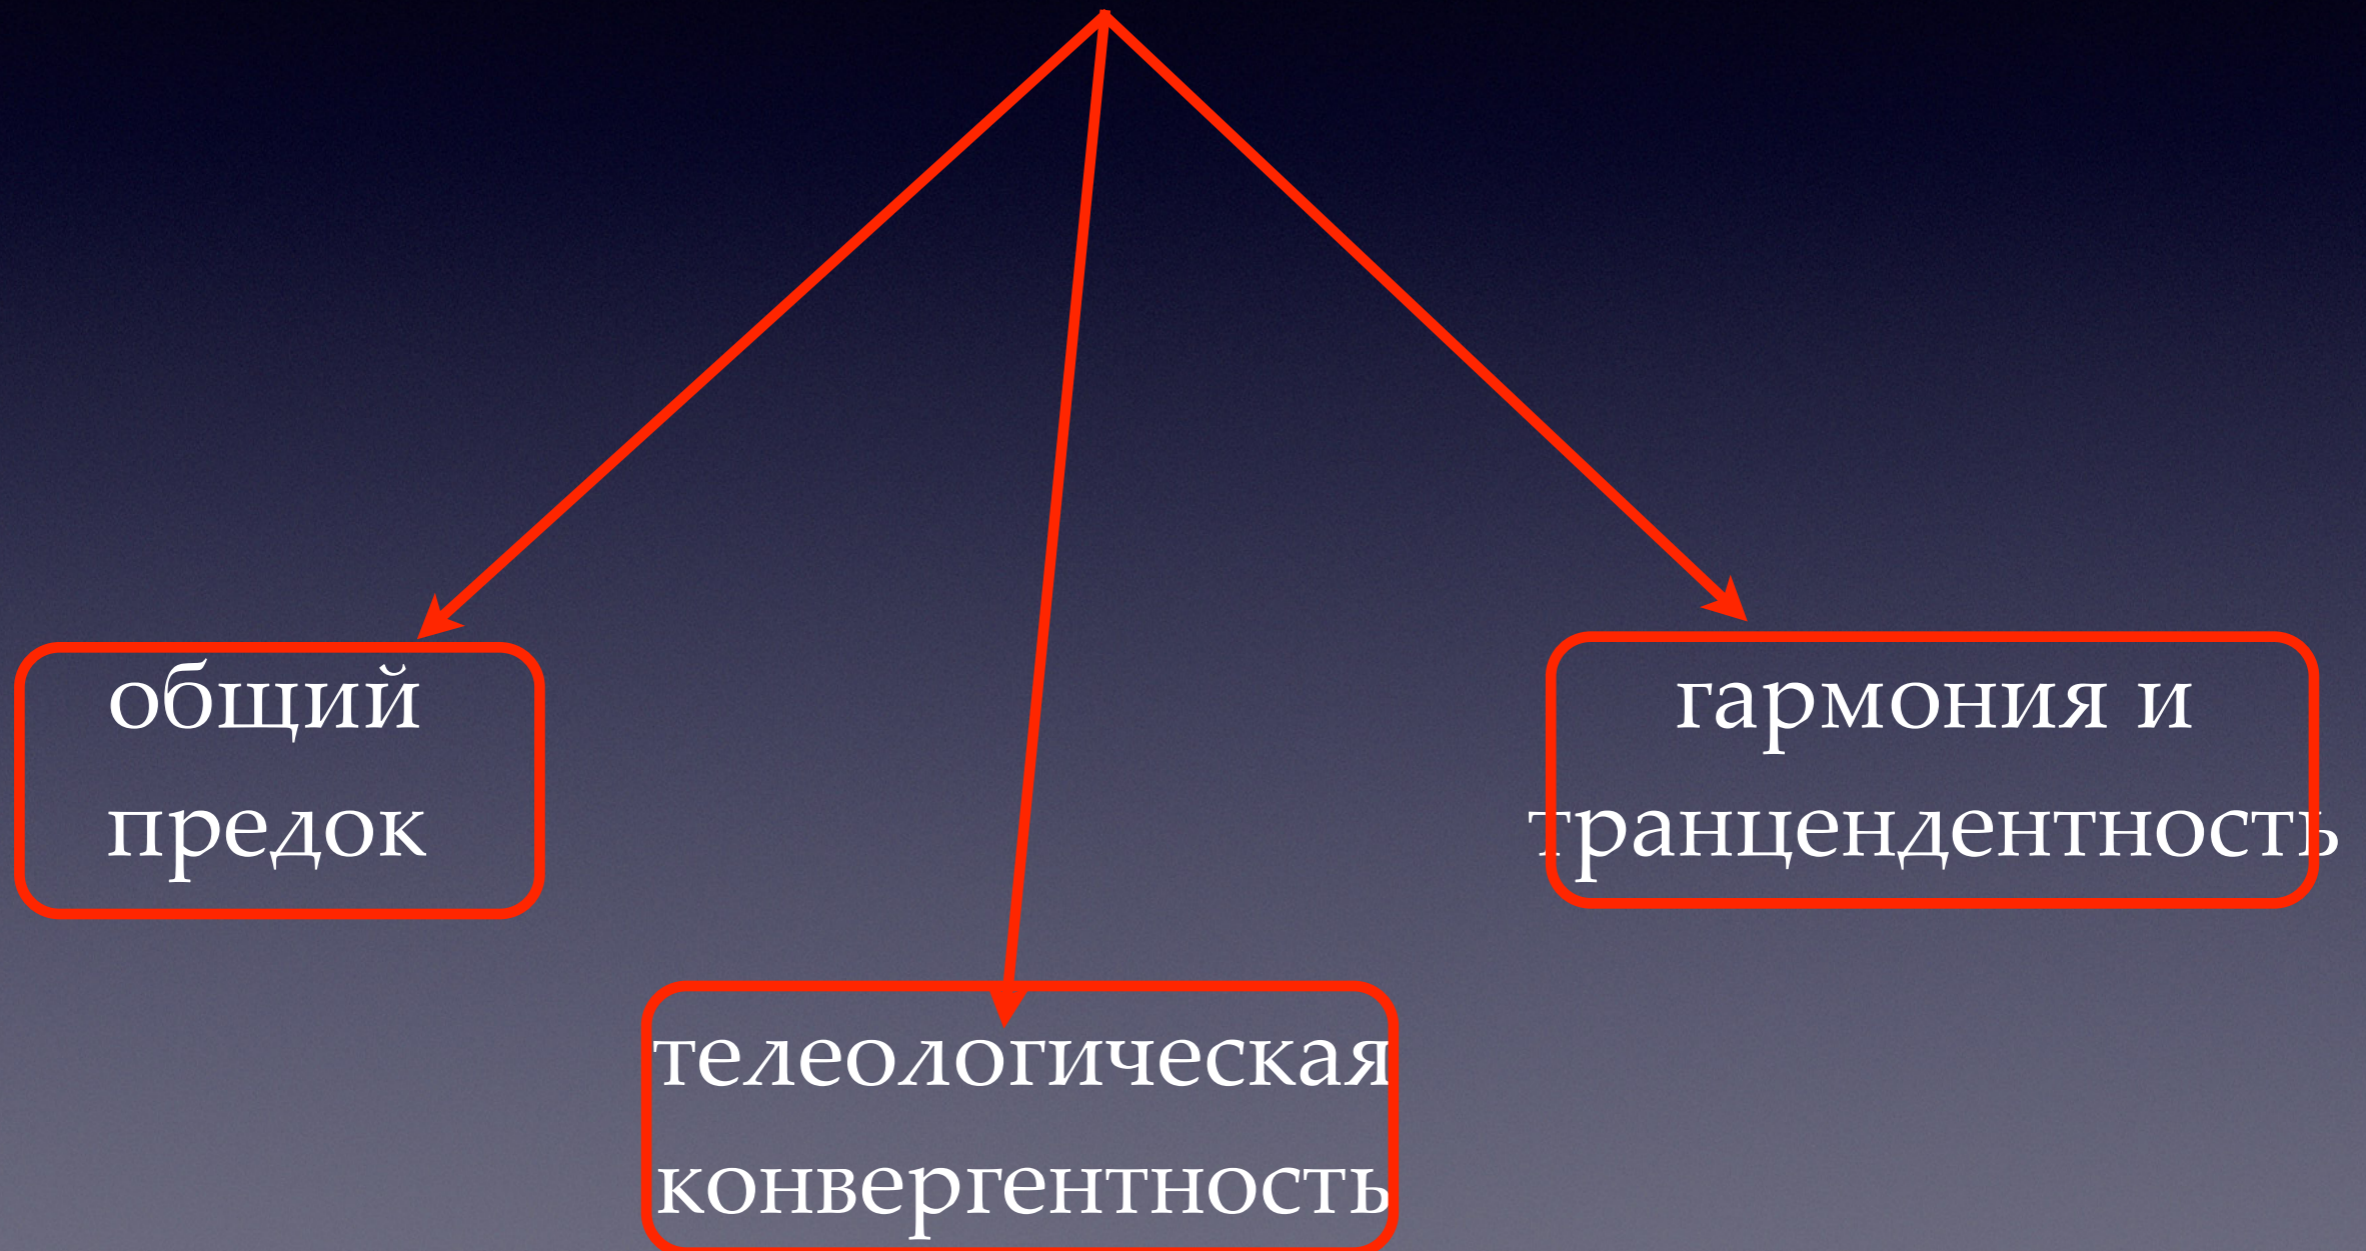 общий
предок
гармония и
транцендентность
телеологическая
конвергентность